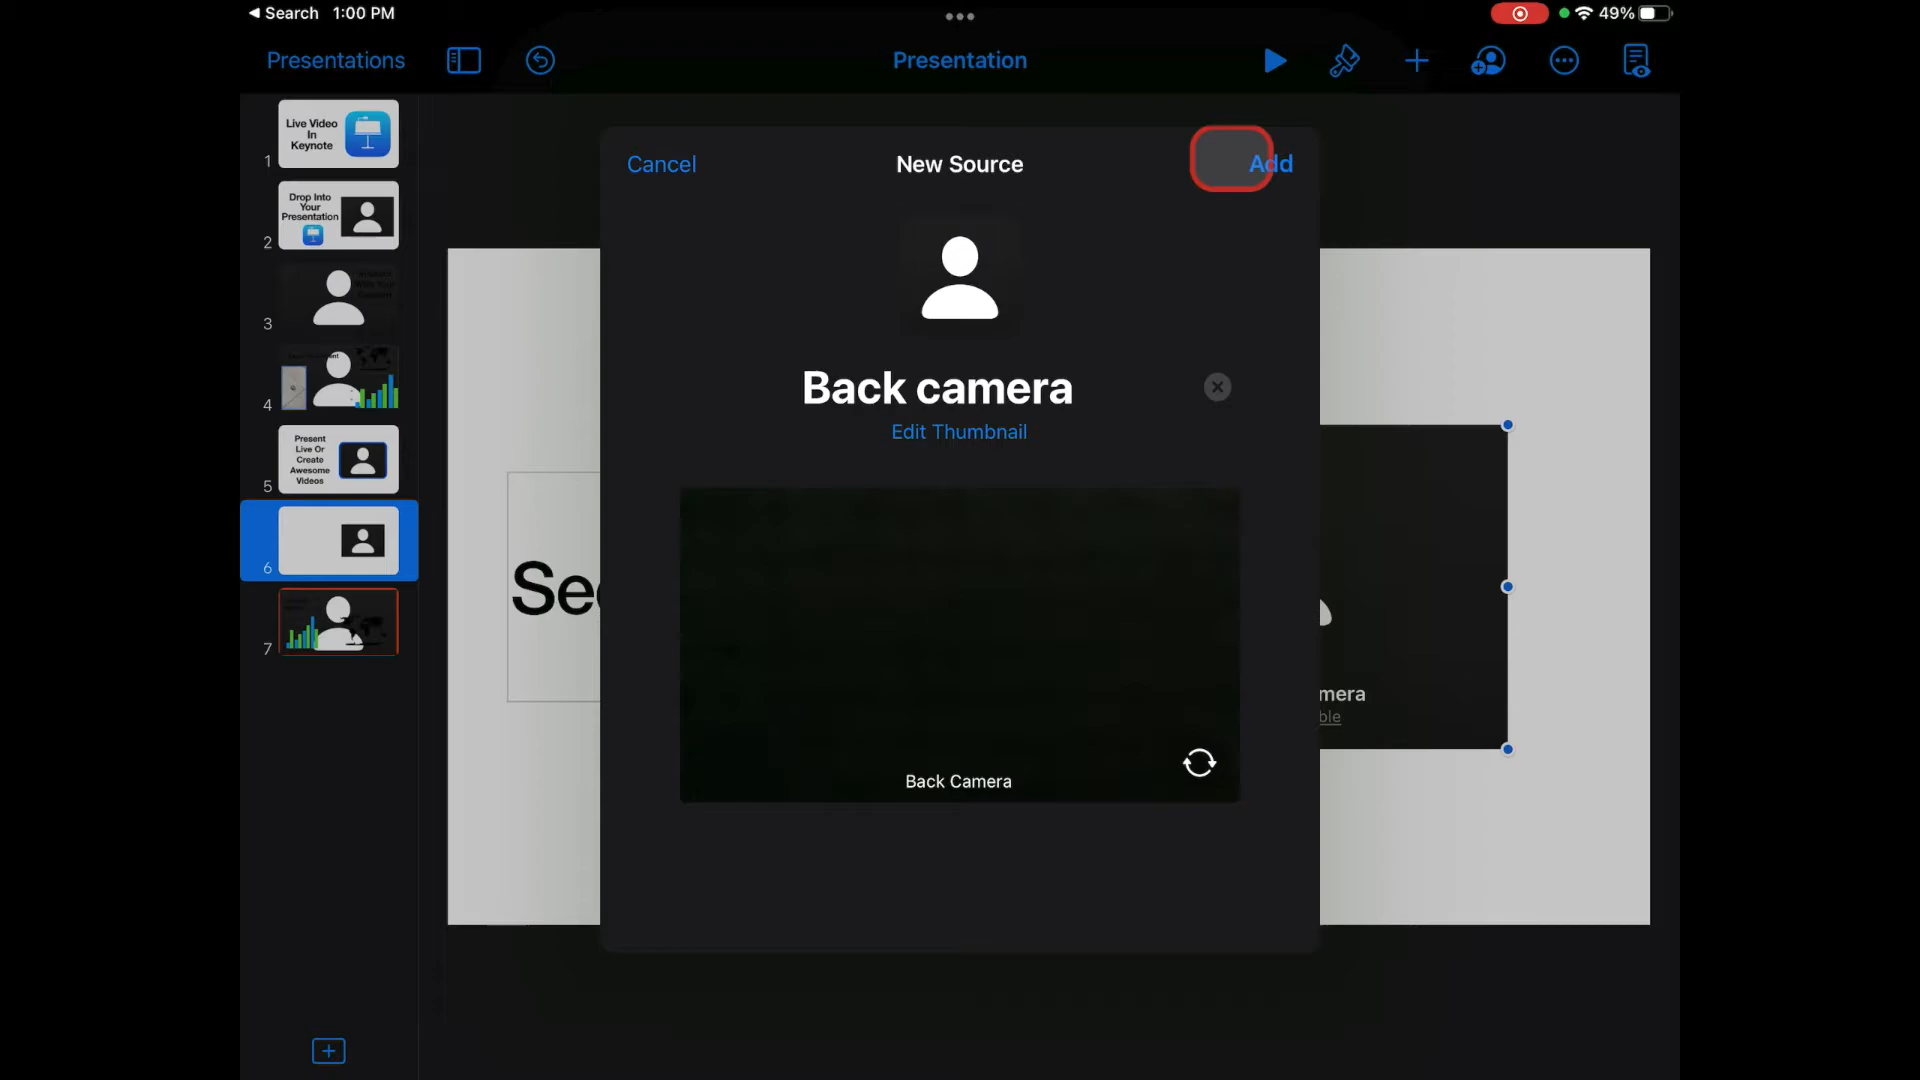 Search 1:00 PM
49%
Presentations
Presentation
Live Video
In
Keynote
1
Drop Into
Your
Presentation
2
3
4
Present
Live Or
Create
Awesome
Videos
5
6
7
Cancel
New Source
Add
Back camera
Edit Thumbnail
Back Camera
Se
mera
ble